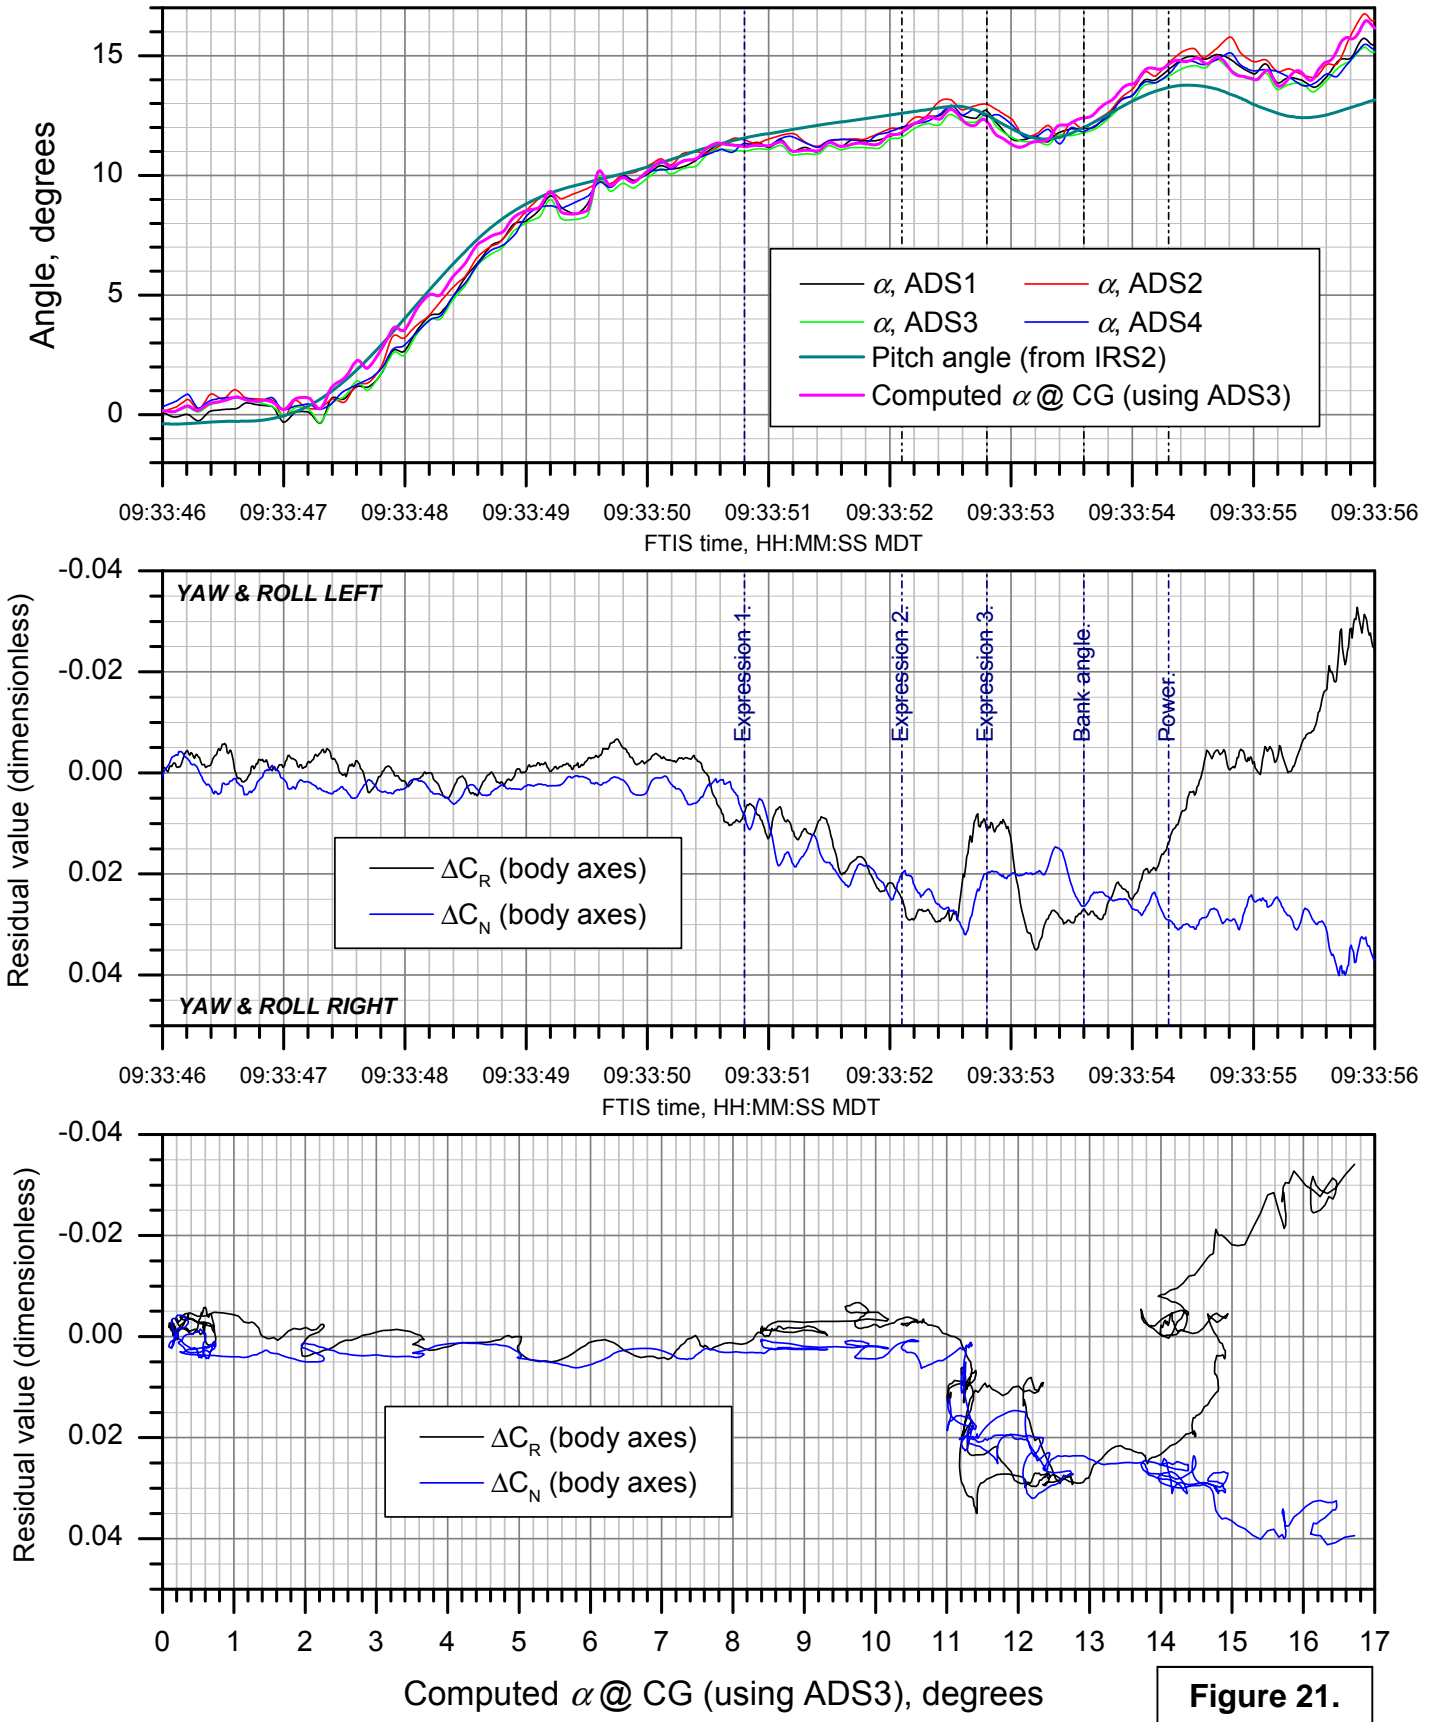 15
10
5
0
Angle, degrees
α, ADS1
α, ADS2
α, ADS3
α, ADS4
Pitch angle (from IRS2)
Computed α @ CG (using ADS3)
09:33:46 09:33:47 09:33:48 09:33:49 09:33:50 09:33:51 09:33:52 09:33:53 09:33:54 09:33:55 09:33:56
FTIS time, HH:MM:SS MDT
-0.04
-0.02
0.00
0.02
0.04
Residual value (dimensionless)
YAW & ROLL LEFT
Expression 1.
Expression 2.
Expression 3.
Bank angle.
Power.
ΔC_R (body axes)
ΔC_N (body axes)
YAW & ROLL RIGHT
09:33:46 09:33:47 09:33:48 09:33:49 09:33:50 09:33:51 09:33:52 09:33:53 09:33:54 09:33:55 09:33:56
FTIS time, HH:MM:SS MDT
-0.04
-0.02
0.00
0.02
0.04
Residual value (dimensionless)
ΔC_R (body axes)
ΔC_N (body axes)
0 1 2 3 4 5 6 7 8 9 10 11 12 13 14 15 16 17
Computed α @ CG (using ADS3), degrees
Figure 21.